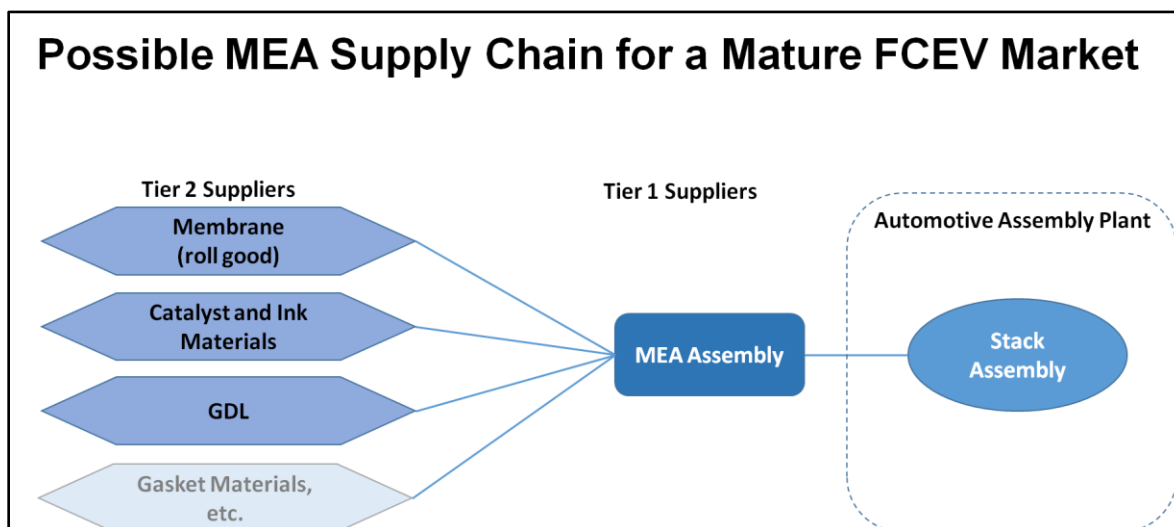 Possible MEA Supply Chain for a Mature FCEV Market
Tier 2 Suppliers
Tier 1 Suppliers
Automotive Assembly Plant
Membrane
(roll good)
Catalyst and Ink
Materials
GDL
Gasket Materials,
etc.
MEA Assembly
Stack
Assembly